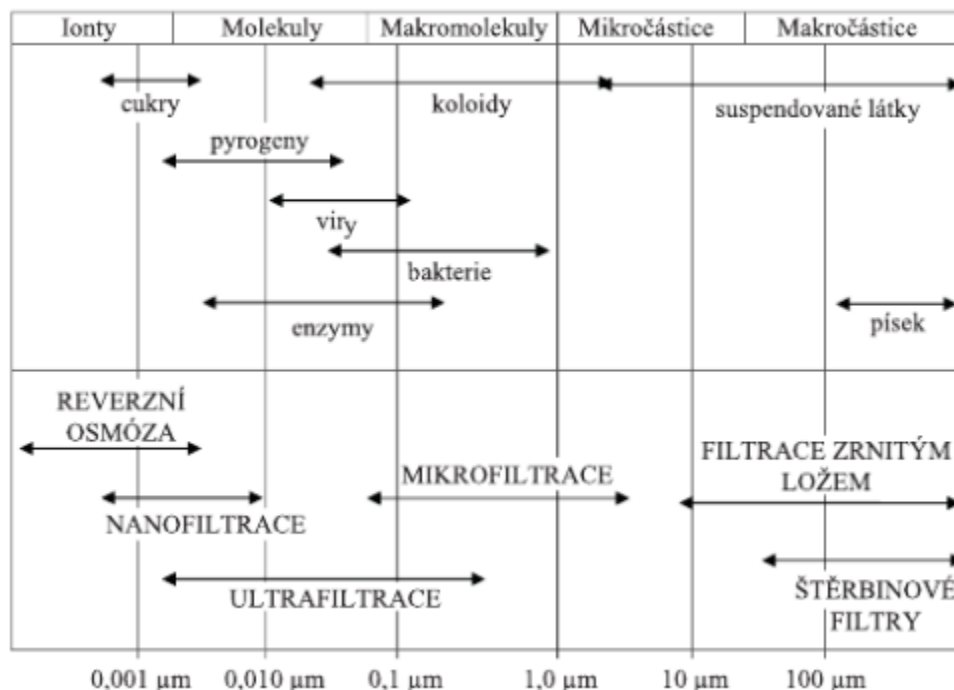 Ionty Molekuly Makromolekuly Mikročástice Makročástice
cukry koloidy suspendované látky
pyrogeny
viry
bakterie
enzymy písek
REVERZNÍ
OSMÓZA
MIKROFILTRACE
FILTRACE ZRNITÝM
LOŽEM
NANOFILTRACE
ULTRAFILTRACE
ŠTĚRBINOVÉ
FILTRY
0,001 µm 0,010 µm 0,1 µm 1,0 µm 10 µm 100 µm